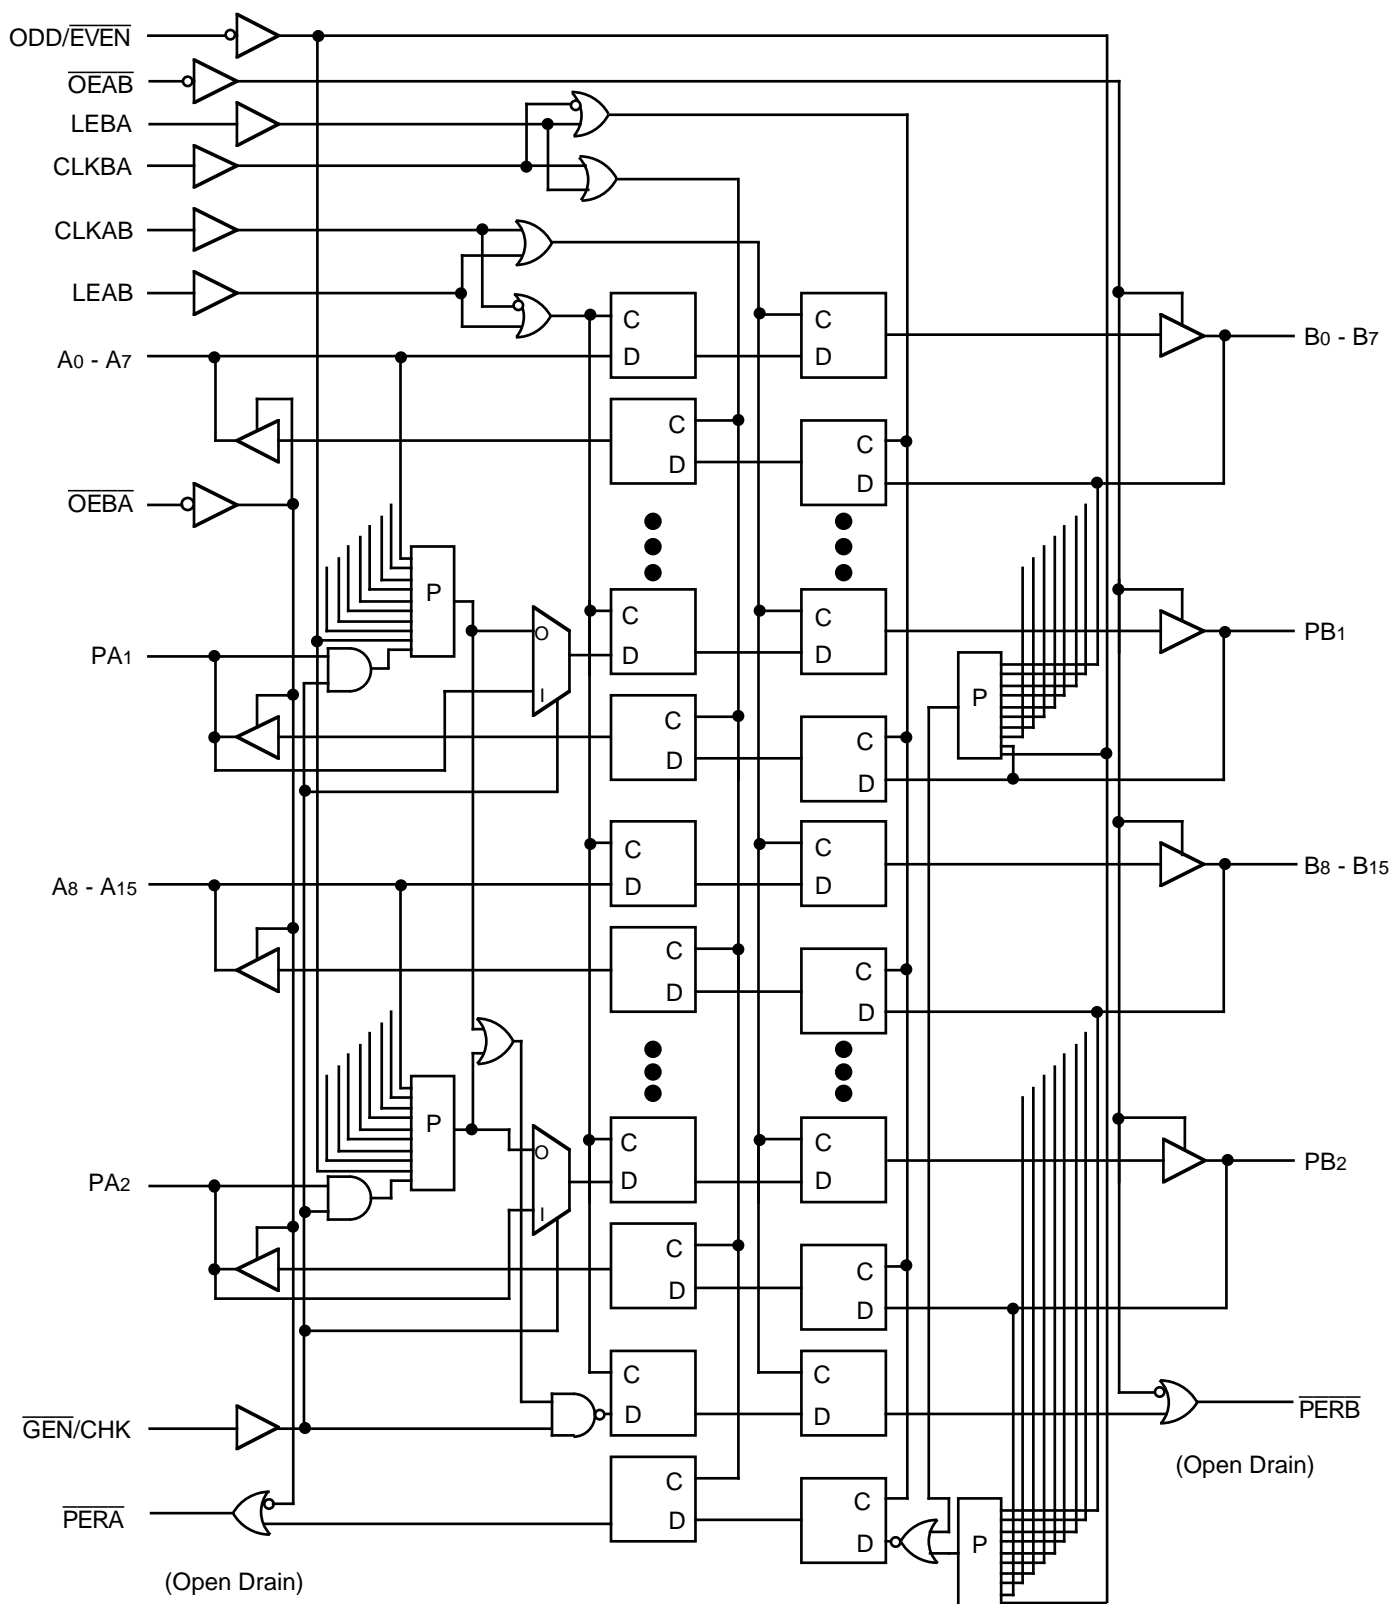 ODD/EVEN
OEAB
LEBA
CLKBA
CLKAB
LEAB
C C
A0 - A7 D D B0 - B7
C C
D D
OEBA
P C C
O
PA1 D D PB1
I P
C C
D D
C C
A8 - A15 D D B8 - B15
C C
D D
P C C
O
PA2 D D PB2
I
C C
D D
C C
GEN/CHK D D PERB
(Open Drain)
C C
PERA D D P
(Open Drain)